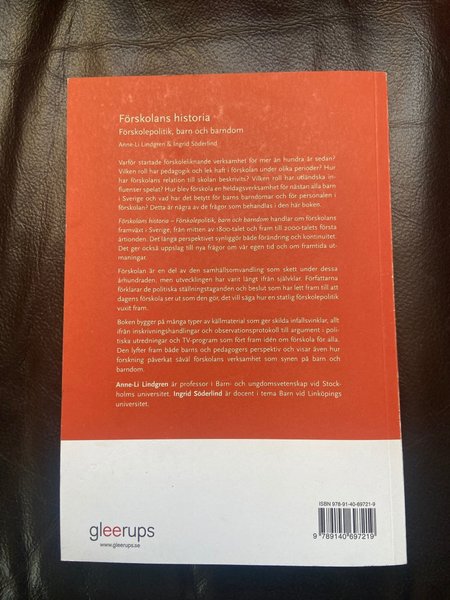 Förskolans historia
Förskolepolitik, barn och barndom
Anne-Li Lindgren & Ingrid Söderlind
Varför startade förskoleliknande verksamhet för mer än hundra år sedan?
Vilken roll har pedagogik och lek haft i förskolan under olika perioder? Hur
har förskolans relation till skolan beskrivits? Vilken roll har utländska in-
fluenser spelat? Hur blev förskola en heldagsverksamhet för nästan alla barn
i Sverige och vad har det betytt för barns barndomar och för personalen i
förskolan? Detta är några av de frågor som behandlas i den här boken.
Förskolans historia – Förskolepolitik, barn och barndom handlar om förskolans
framväxt i Sverige, från mitten av 1800-talet och fram till 2000-talets första
årtionden. Det långa perspektivet synliggör både förändring och kontinuitet.
Det ger också uppslag till nya frågor om vår egen tid och om framtida ut-
maningar.
Förskolan är en del av den samhällsomvandling som skett under dessa
århundraden, men utvecklingen har varit långt ifrån självklar. Författarna
förklarar de politiska ställningstaganden och beslut som har lett fram till att
dagens förskola ser ut som den gör, det vill säga hur en statlig förskolepolitik
vuxit fram.
Boken bygger på många typer av källmaterial som ger skilda infallsvinklar, allt
ifrån inskrivningshandlingar och observationsprotokoll till argument i po-
litiska utredningar och TV-program som fört fram idén om förskola för alla.
Den lyfter fram både barns och pedagogers perspektiv och visar även hur
forskning påverkat såväl förskolans verksamhet som synen på barn och
barndom.
Anne-Li Lindgren är professor i Barn- och ungdomsvetenskap vid Stock-
holms universitet. Ingrid Söderlind är docent i tema Barn vid Linköpings
universitet.
ISBN 978-91-40-69721-9
9 789140 697219
gleerups
www.gleerups.se